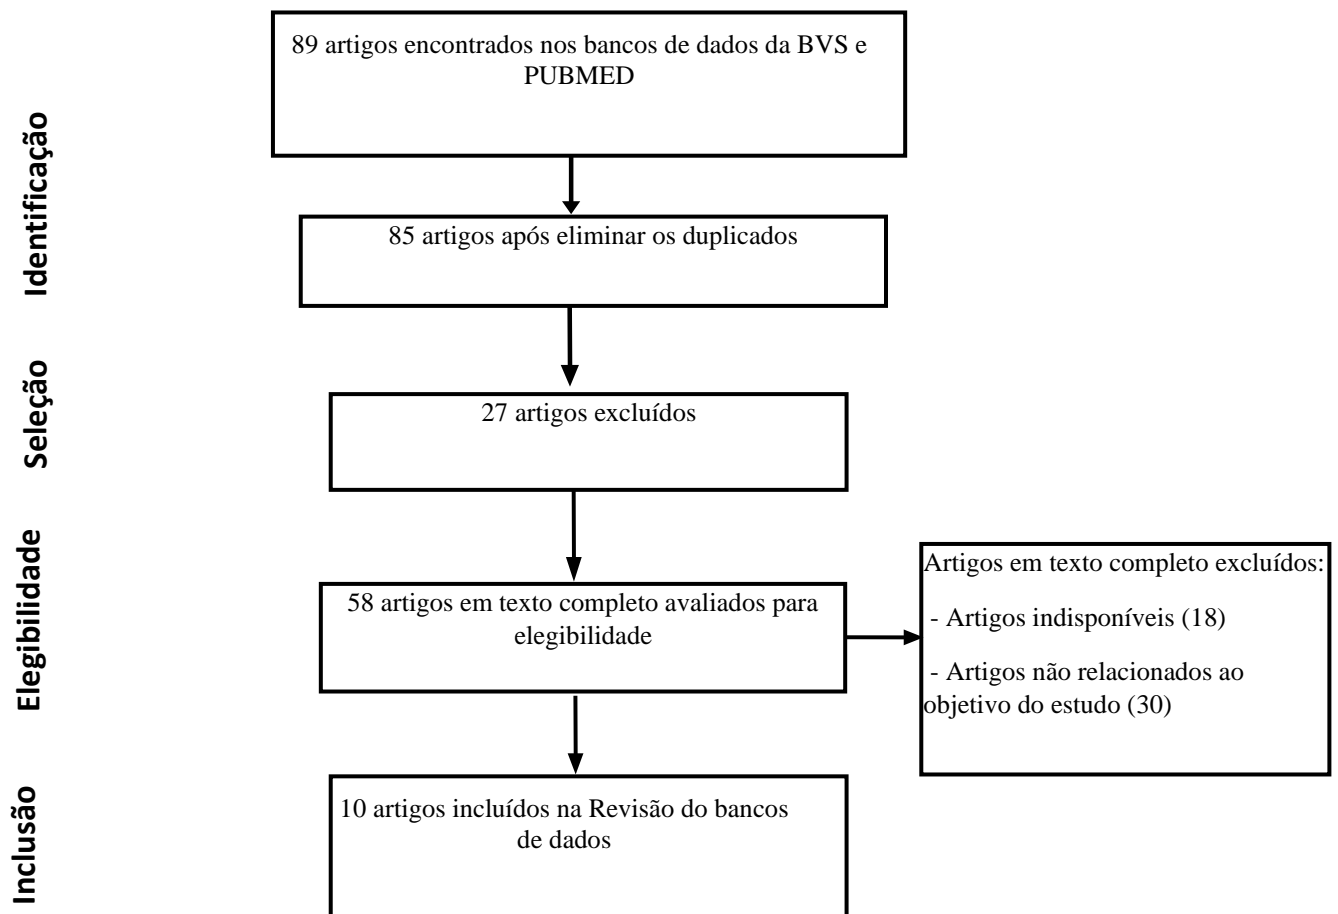 89 artigos encontrados nos bancos de dados da BVS e
PUBMED
Identificação
85 artigos após eliminar os duplicados
Seleção
27 artigos excluídos
Elegibilidade
58 artigos em texto completo avaliados para
elegibilidade
Artigos em texto completo excluídos:
- Artigos indisponíveis (18)
- Artigos não relacionados ao
objetivo do estudo (30)
Inclusão
10 artigos incluídos na Revisão do bancos
de dados